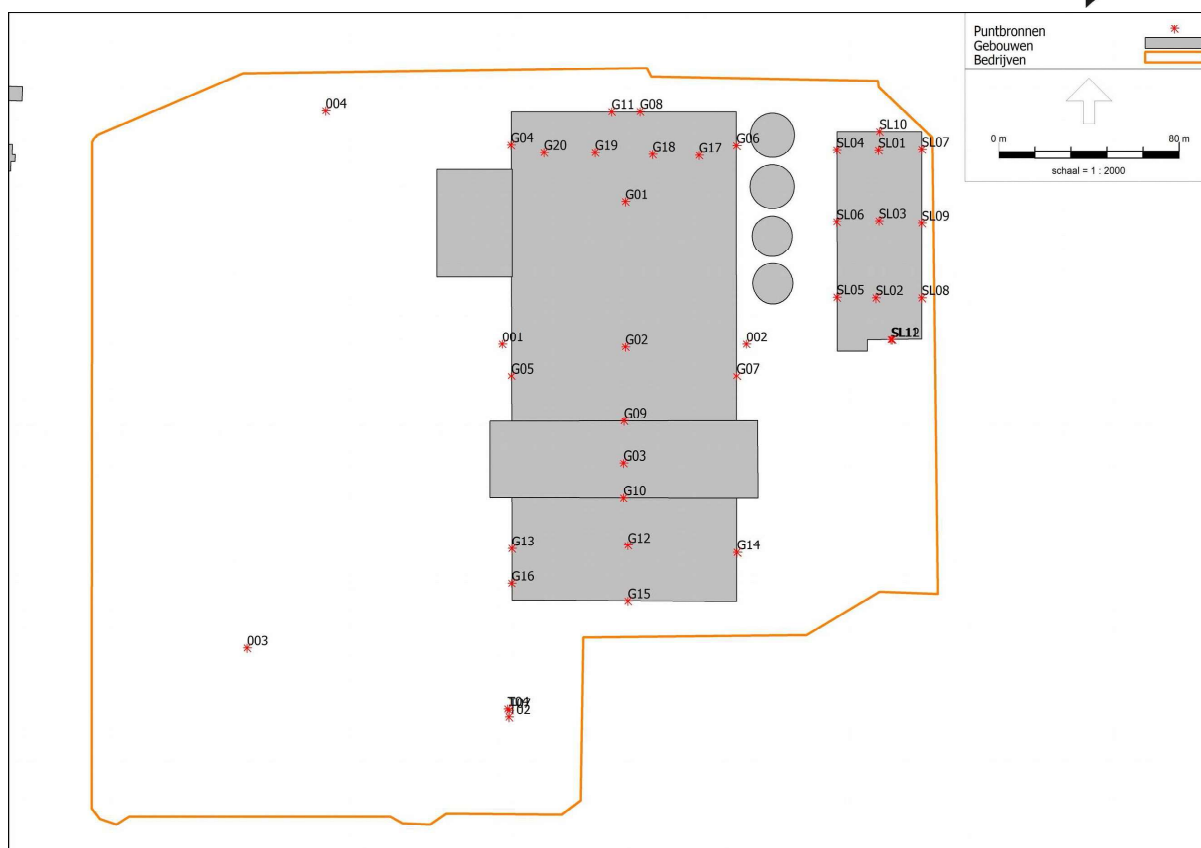 Puntbronnen
Gebouwen
Bedrijven
0 m 80 m
schaal = 1 : 2000
004
G11 G08
G04 G06
G20 G19 G18 G17
G01
SL10
SL04 SL01 SL07
SL06 SL03 SL09
SL05 SL02 SL08
001 G02 002
G05 G07
G09
G03
G10
G13 G12 G14
G16
G15
003
T02